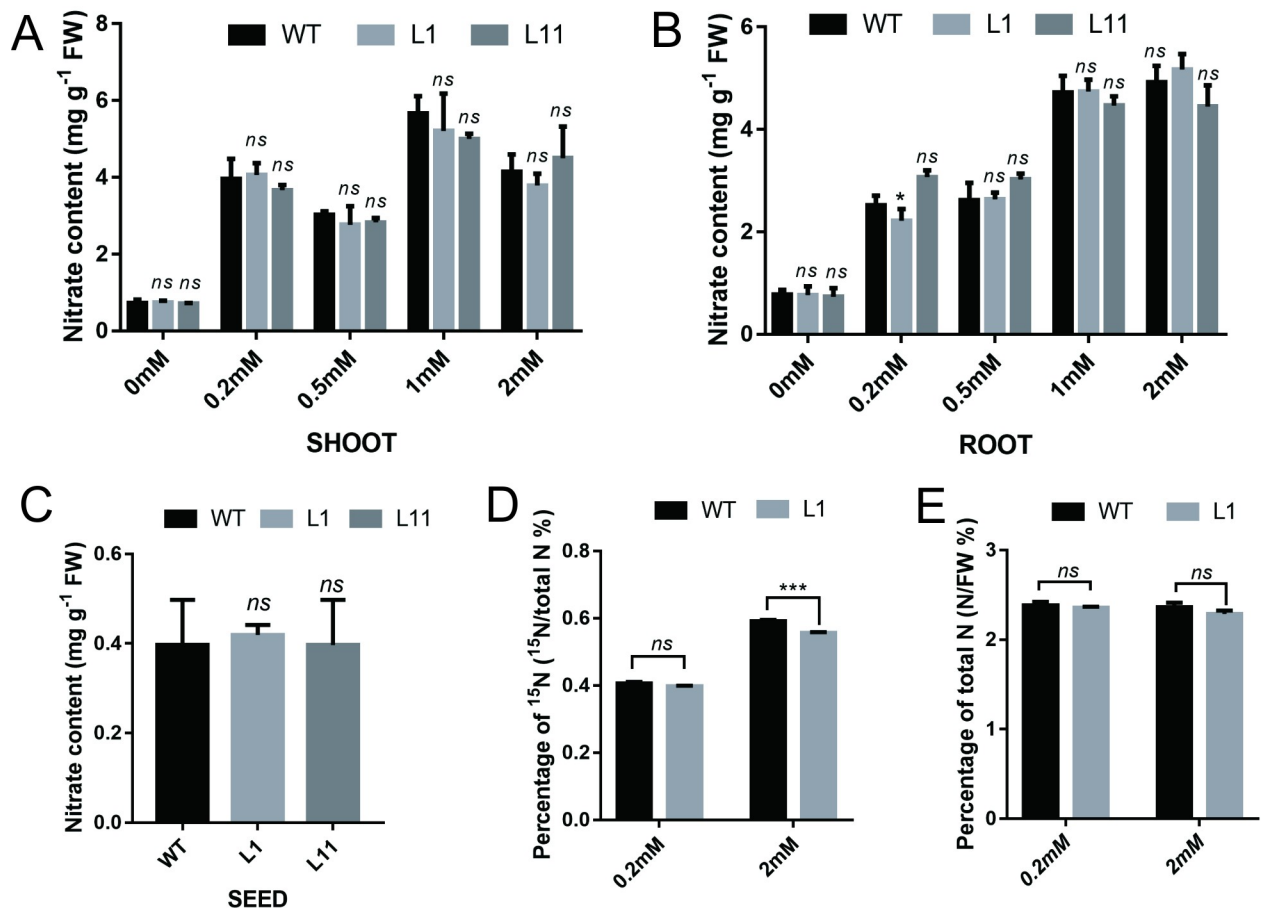 A
WT L1 L11
Nitrate content (mg g⁻¹ FW)
8
6
4
2
0
ns ns
ns ns
ns ns
ns ns
ns ns
0mM 0.2mM 0.5mM 1mM 2mM
SHOOT
B
WT L1 L11
Nitrate content (mg g⁻¹ FW)
6
4
2
0
ns ns
* ns
ns ns
ns ns
ns ns
0mM 0.2mM 0.5mM 1mM 2mM
ROOT
C
WT L1 L11
Nitrate content (mg g⁻¹ FW)
0.6
0.4
0.2
0.0
ns ns
WT L1 L11
SEED
D
WT L1
Percentage of ¹⁵N (¹⁵N/total N %)
0.8
0.6
0.4
0.2
0.0
ns
***
0.2mM 2mM
E
WT L1
Percentage of total N (N/FW %)
3
2
1
0
ns
ns
0.2mM 2mM